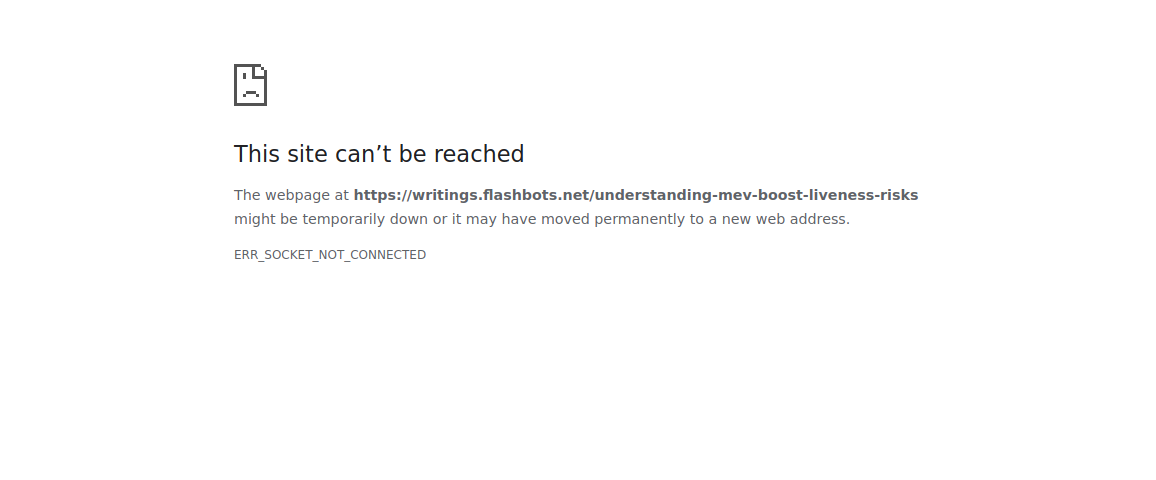 This site can’t be reached
The webpage at https://writings.flashbots.net/understanding-mev-boost-liveness-risks
might be temporarily down or it may have moved permanently to a new web address.
ERR_SOCKET_NOT_CONNECTED